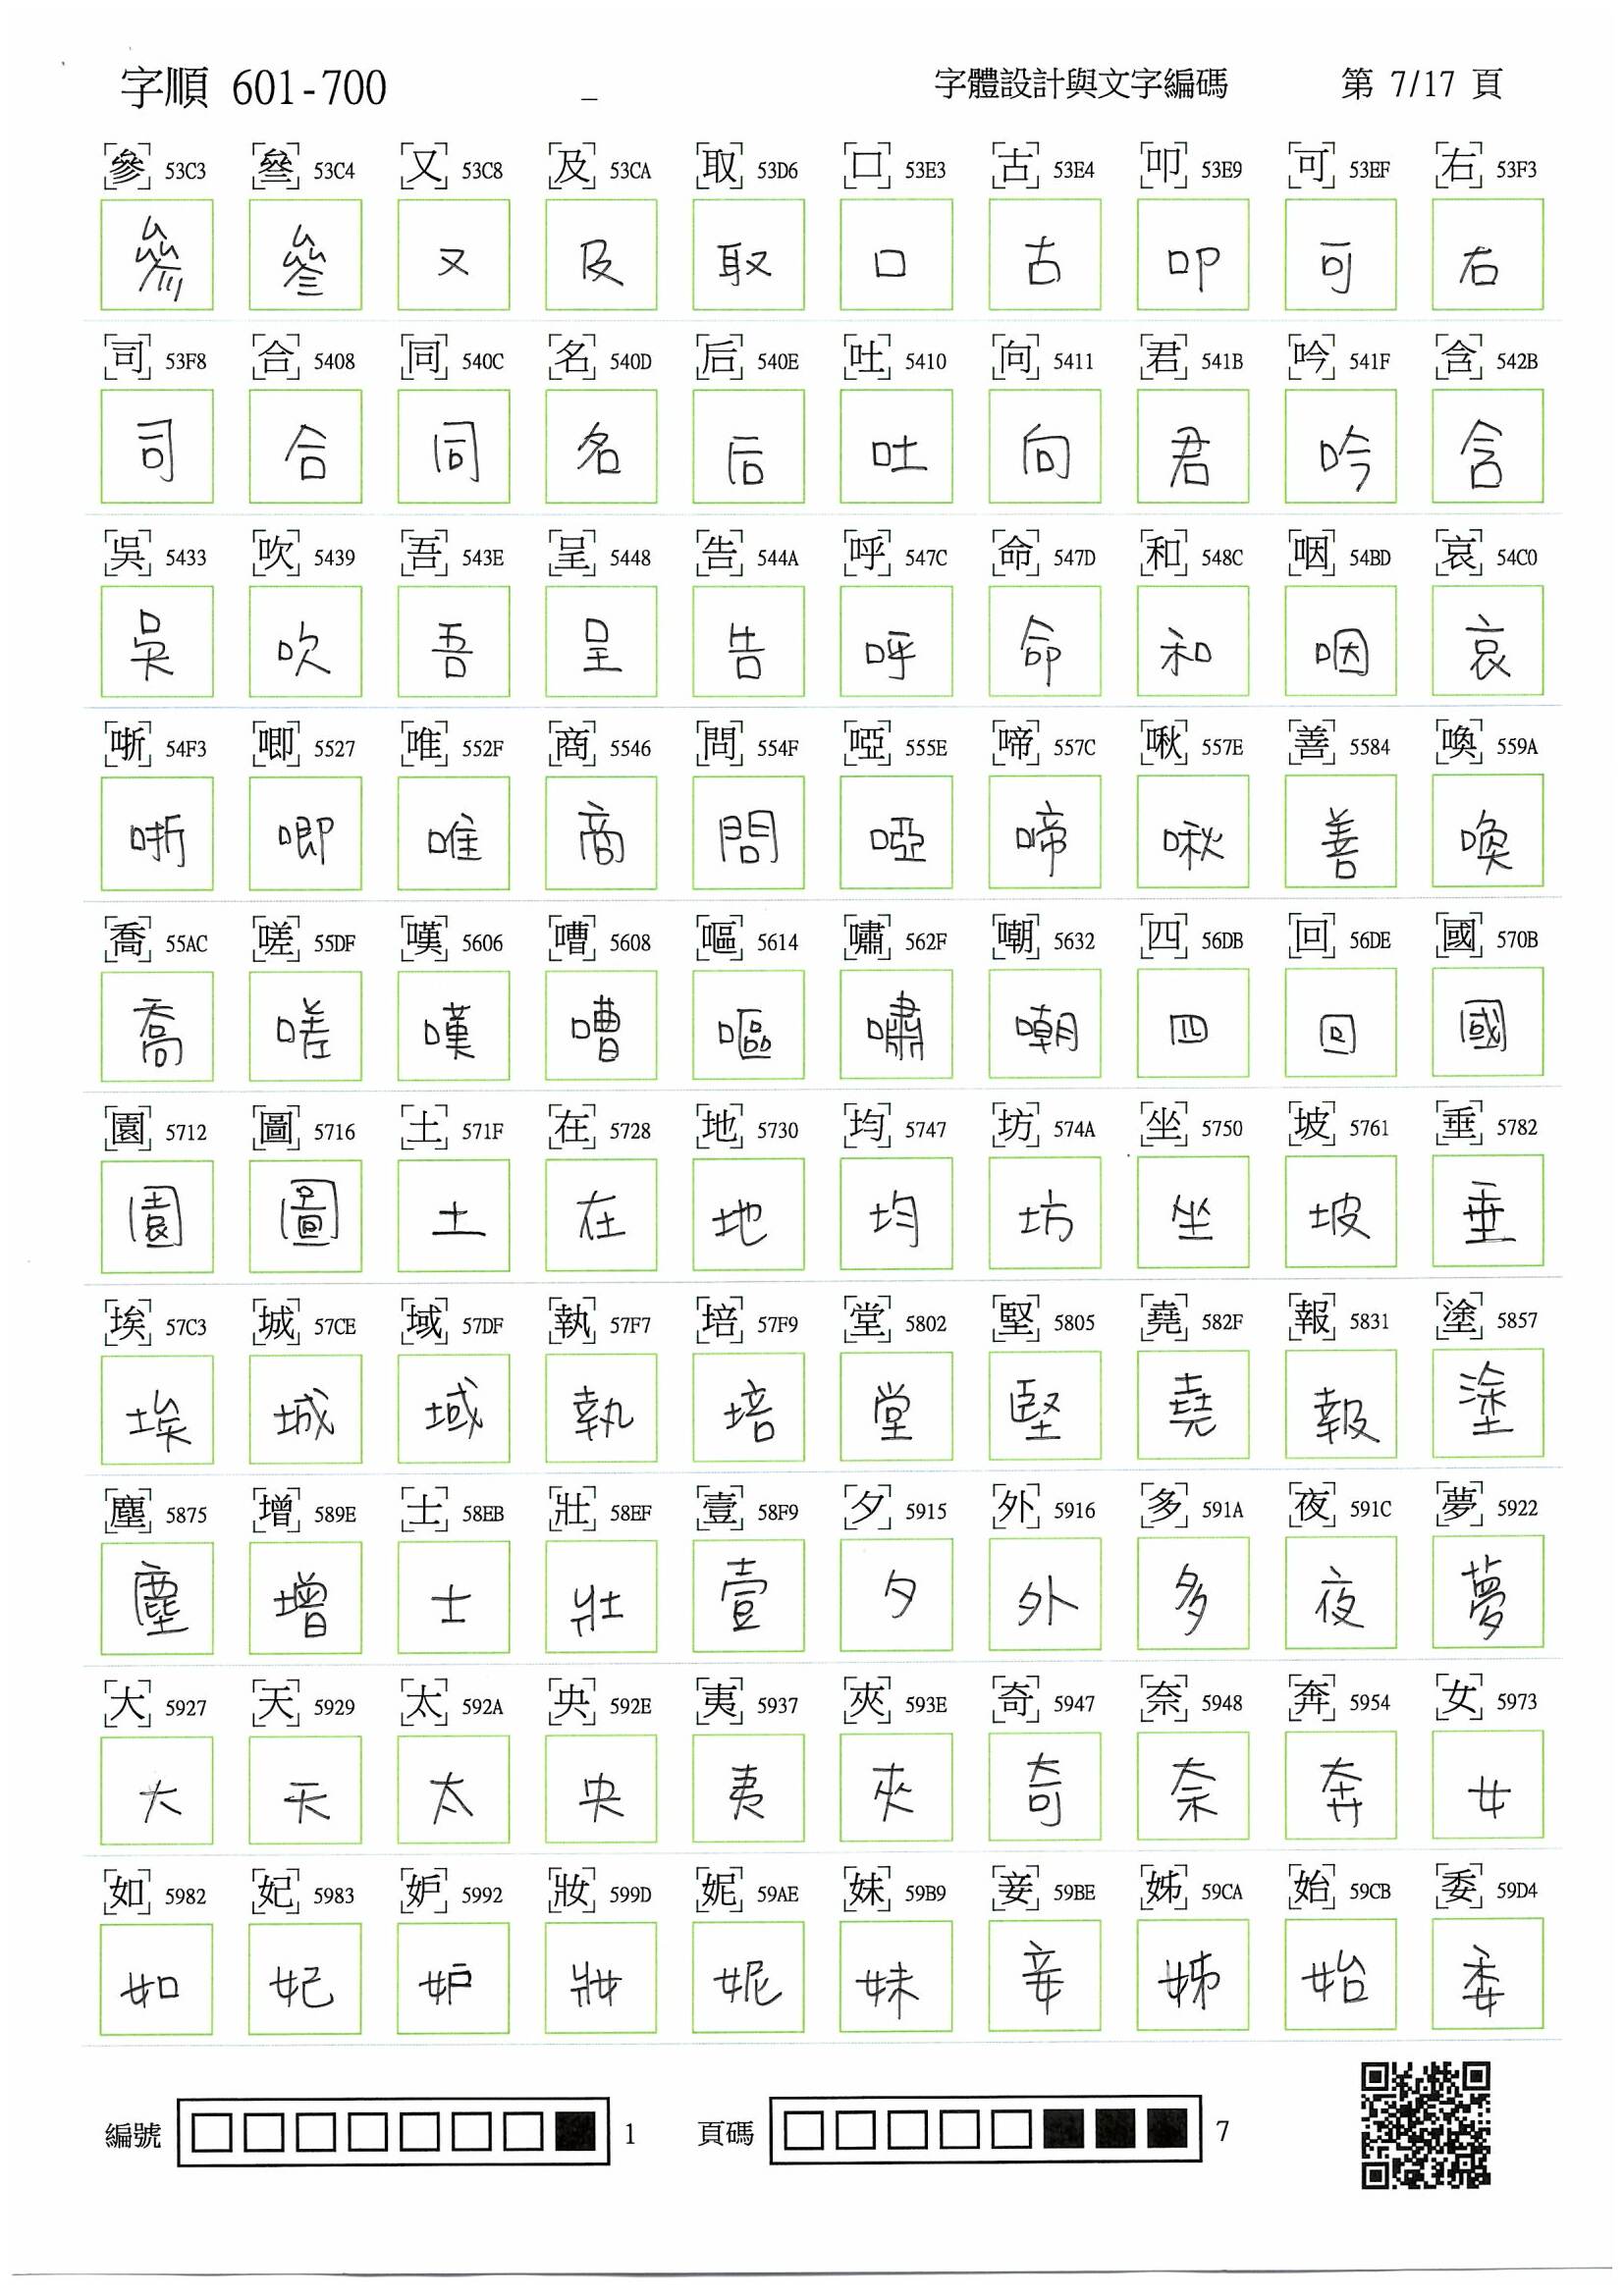 字順 601-700 _ 字體設計與文字編碼 第 7/17 頁
參 53C3 叄 53C4 又 53C8 及 53CA 取 53D6 口 53E3 古 53E4 叩 53E9 可 53EF 右 53F3
參 叄 又 及 取 口 古 叩 可 右
司 53F8 合 5408 同 540C 名 540D 后 540E 吐 5410 向 5411 君 541B 吟 541F 含 542B
司 合 同 名 后 吐 向 君 吟 含
吳 5433 吹 5439 吾 543E 呈 5448 告 544A 呼 547C 命 547D 和 548C 咽 54BD 哀 54C0
吳 吹 吾 呈 告 呼 命 和 咽 哀
哳 54F3 唧 5527 唯 552F 商 5546 問 554F 啞 555E 啼 557C 啾 557E 善 5584 喚 559A
哳 唧 唯 商 問 啞 啼 啾 善 喚
喬 55AC 嗟 55DF 嘆 5606 嘈 5608 嘔 5614 嘯 562F 嘲 5632 四 56DB 回 56DE 國 570B
喬 嗟 嘆 嘈 嘔 嘯 嘲 四 回 國
園 5712 圖 5716 土 571F 在 5728 地 5730 均 5747 坊 574A 坐 5750 坡 5761 垂 5782
園 圖 土 在 地 均 坊 坐 坡 垂
埃 57C3 城 57CE 域 57DF 執 57F7 培 57F9 堂 5802 堅 5805 堯 582F 報 5831 塗 5857
埃 城 域 執 培 堂 堅 堯 報 塗
塵 5875 增 589E 士 58EB 壯 58EF 壹 58F9 夕 5915 外 5916 多 591A 夜 591C 夢 5922
塵 增 士 壯 壹 夕 外 多 夜 夢
大 5927 天 5929 太 592A 央 592E 夷 5937 夾 593E 奇 5947 奈 5948 奔 5954 女 5973
大 天 太 央 夷 夾 奇 奈 奔 女
如 5982 妃 5983 妒 5992 妝 599D 妮 59AE 妹 59B9 妾 59BE 姊 59CA 始 59CB 委 59D4
如 妃 妒 妝 妮 妹 妾 姊 始 委
編號 1 頁碼 7